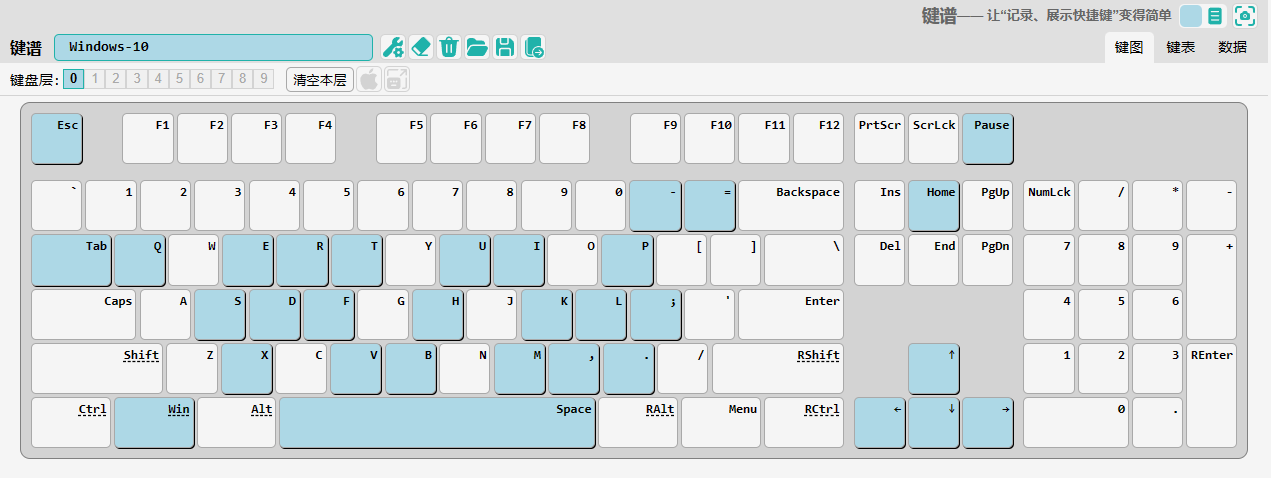 键谱—— 让“记录、展示快捷键”变得简单
键谱 Windows-10 键图 键表 数据
键盘层: 0 1 2 3 4 5 6 7 8 9 清空本层
Esc F1 F2 F3 F4 F5 F6 F7 F8 F9 F10 F11 F12 PrtScr ScrLck Pause
` 1 2 3 4 5 6 7 8 9 0 - = Backspace Ins Home PgUp NumLck / * -
Tab Q W E R T Y U I O P [ ] \ Del End PgDn 7 8 9 +
Caps A S D F G H J K L ; ' Enter 4 5 6
Shift Z X C V B N M , . / RShift ↑ 1 2 3 REnter
Ctrl Win Alt Space RAlt Menu RCtrl ← ↓ → 0 .